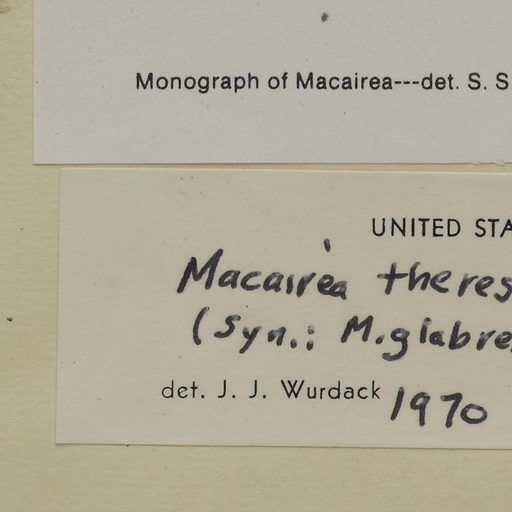 Monograph of Macairea---det. S. S
UNITED STA
Macairea theres
(Syn.: M. glabre
det. J. J. Wurdack 1970